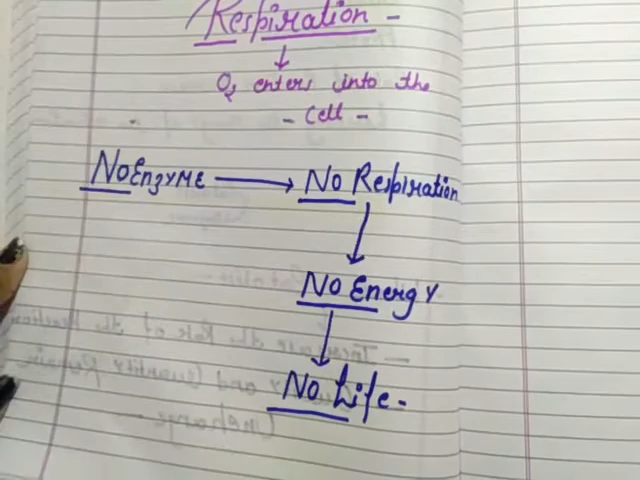 Respiration -
↓
O₂ enters into the
- Cell -
No Enzyme → No Respiration
↓
No Energy
↓
No Life.